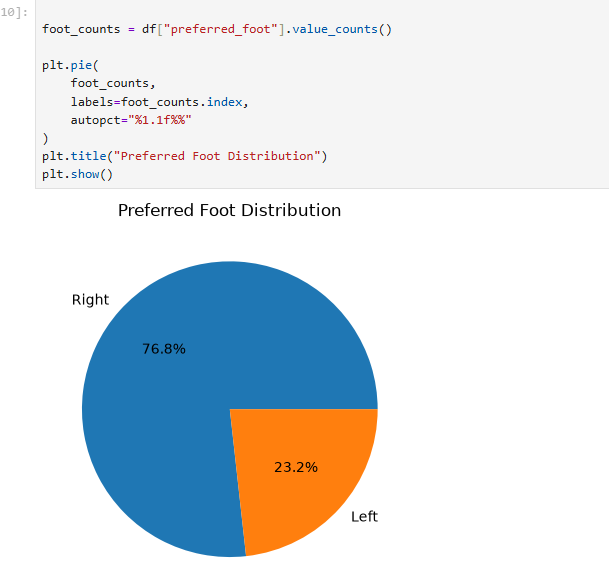 10]:
foot_counts = df["preferred_foot"].value_counts()
plt.pie(
    foot_counts,
    labels=foot_counts.index,
    autopct="%1.1f%%"
)
plt.title("Preferred Foot Distribution")
plt.show()
Preferred Foot Distribution
Right
76.8%
23.2%
Left